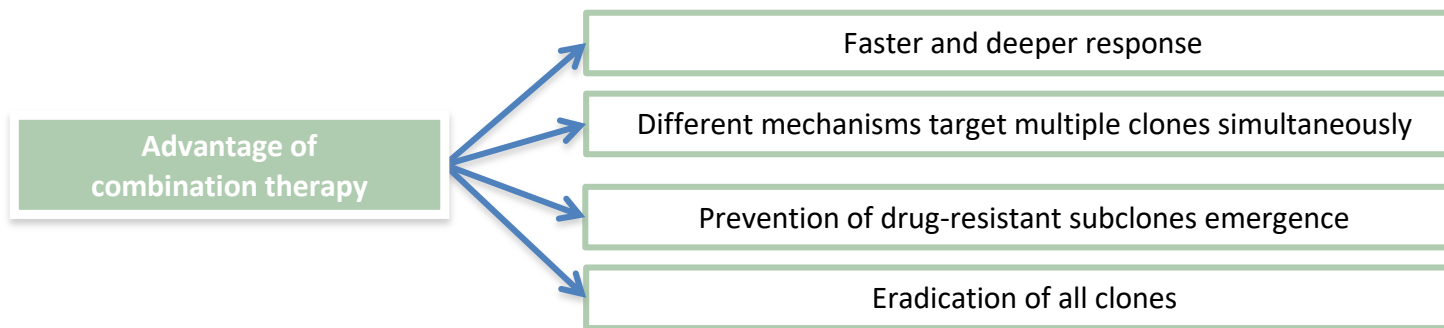 Advantage of
combination therapy
Faster and deeper response
Different mechanisms target multiple clones simultaneously
Prevention of drug-resistant subclones emergence
Eradication of all clones